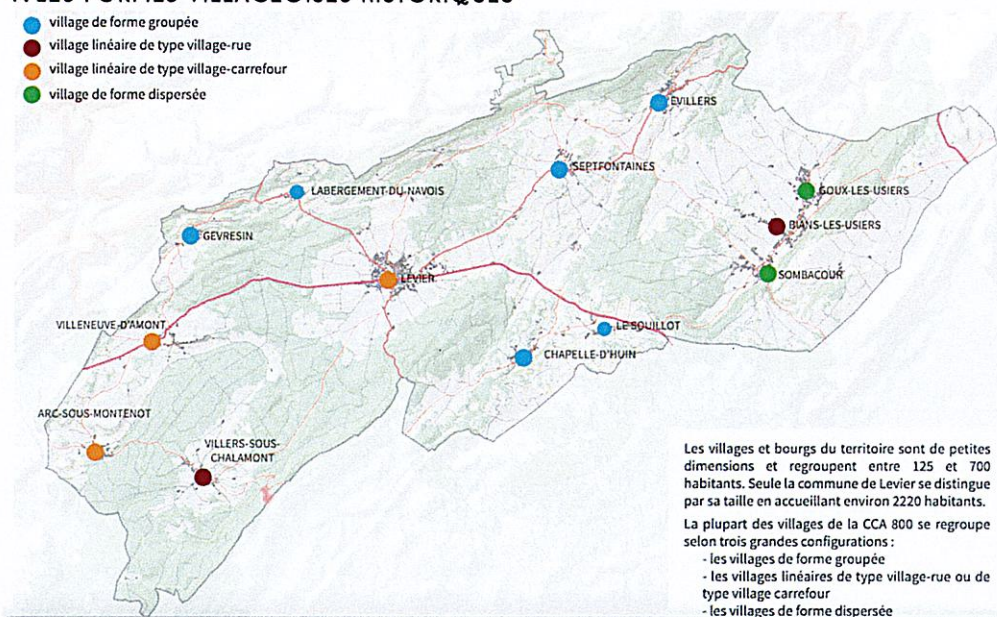 village de forme groupée
village linéaire de type village-rue
village linéaire de type village-carrefour
village de forme dispersée
EVILLERS
SEPTFONTAINES
LABERGEMENT-DU-NAVOIS
GOUX-LES-USIERS
BIANS-LES-USIERS
GEVRESIN
SOMBACOUR
LEVIER
VILLENEUVE-D'AMONT
LE SOUILLOT
CHAPELLE-D'HUIN
ARC-SOUS-MONTENOT
VILLERS-SOUS-
CHALAMONT
Les villages et bourgs du territoire sont de petites
dimensions et regroupent entre 125 et 700
habitants. Seule la commune de Levier se distingue
par sa taille en accueillant environ 2220 habitants.
La plupart des villages de la CCA 800 se regroupe
selon trois grandes configurations :
- les villages de forme groupée
- les villages linéaires de type village-rue ou de
type village carrefour
- les villages de forme dispersée